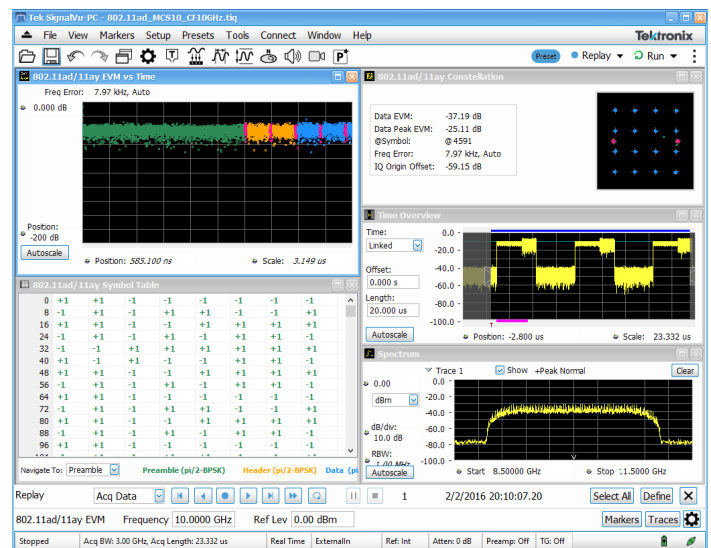 Tek SignalVu-PC - 802.11ad_MCS10_CF10GHz.tiq
File View Markers Setup Presets Tools Connect Window Help
Tektronix
Preset Replay Run
802.11ad/11ay EVM vs Time
Freq Error: 7.97 kHz, Auto
0.000 dB
Position:
-200 dB
Autoscale
Position: 585.100 ns Scale: 3.149 us
802.11ad/11ay Constellation
Data EVM: -37.19 dB
Data Peak EVM: -25.11 dB
@Symbol: @4591
Freq Error: 7.97 kHz, Auto
IQ Origin Offset: -59.15 dB
Time Overview
Time:
Linked
Offset:
0.000 s
Length:
20.000 us
Autoscale
0.0
-20.0
-40.0
-60.0
-80.0
-100.0
T
Position: -2.800 us Scale: 23.332 us
802.11ad/11ay Symbol Table
0 +1 +1 -1 -1 -1 -1 -1 -1
8 -1 +1 -1 +1 +1 -1 -1 +1
16 +1 +1 -1 -1 +1 +1 +1 +1
24 -1 +1 -1 +1 -1 +1 +1 -1
32 -1 -1 +1 +1 +1 +1 +1 +1
40 +1 -1 +1 -1 -1 +1 +1 -1
48 +1 +1 -1 -1 +1 +1 +1 +1
56 -1 +1 -1 +1 -1 +1 +1 -1
64 +1 +1 -1 -1 -1 -1 -1 -1
72 -1 +1 -1 +1 +1 -1 -1 +1
80 +1 +1 -1 -1 +1 +1 +1 +1
88 -1 +1 -1 +1 -1 +1 +1 -1
96 +1 +1 -1 -1 -1 -1 -1 -1
Navigate To: Preamble Preamble (pi/2-BPSK) Header (pi/2-BPSK) Data (pi
Spectrum
Trace 1 Show +Peak Normal Clear
0.00
dBm
dB/div:
10.0 dB
RBW:
1.00 MHz
Autoscale
0.0
-20.0
-40.0
-60.0
-80.0
-100.0
Start 8.50000 GHz Stop 11.5000 GHz
Replay Acq Data 1 2/2/2016 20:10:07.20 Select All Define
802.11ad/11ay EVM Frequency 10.0000 GHz Ref Lev 0.00 dBm Markers Traces
Stopped Acq BW: 3.00 GHz, Acq Length: 23.332 us Real Time ExternalIn Ref: Int Atten: 0 dB Preamp: Off TG: Off